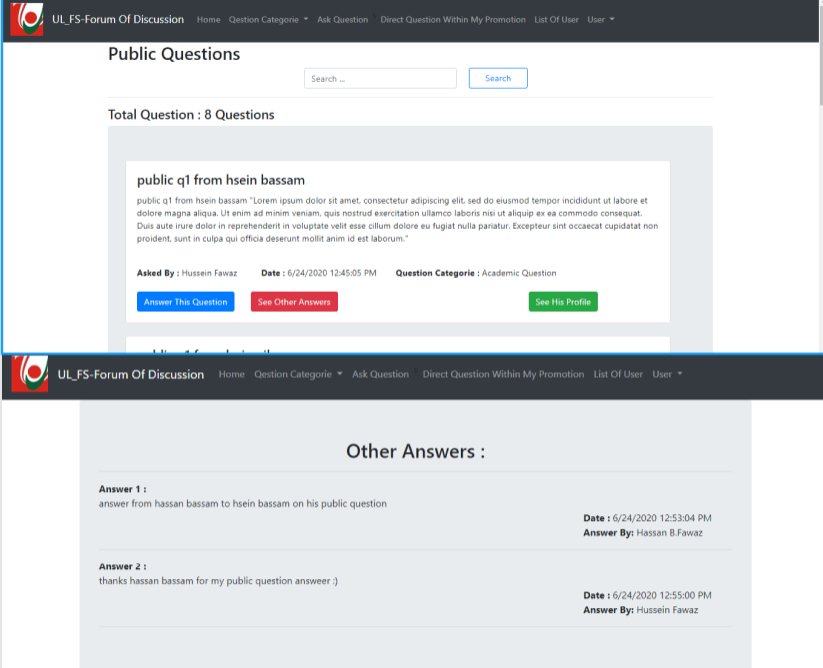 UL_FS-Forum Of Discussion Home Qestion Categorie Ask Question Direct Question Within My Promotion List Of User User
Public Questions
Search ... Search
Total Question : 8 Questions
public q1 from hsein bassam
public q1 from hsein bassam "Lorem ipsum dolor sit amet, consectetur adipiscing elit, sed do eiusmod tempor incididunt ut labore et
dolore magna aliqua. Ut enim ad minim veniam, quis nostrud exercitation ullamco laboris nisi ut aliquip ex ea commodo consequat.
Duis aute irure dolor in reprehenderit in voluptate velit esse cillum dolore eu fugiat nulla pariatur. Excepteur sint occaecat cupidatat non
proident, sunt in culpa qui officia deserunt mollit anim id est laborum."
Asked By : Hussein Fawaz Date : 6/24/2020 12:45:05 PM Question Categorie : Academic Question
Answer This Question See Other Answers See His Profile
UL_FS-Forum Of Discussion Home Qestion Categorie Ask Question Direct Question Within My Promotion List Of User User
Other Answers :
Answer 1 :
answer from hassan bassam to hsein bassam on his public question
Date : 6/24/2020 12:53:04 PM
Answer By: Hassan B.Fawaz
Answer 2 :
thanks hassan bassam for my public question answeer :)
Date : 6/24/2020 12:55:00 PM
Answer By: Hussein Fawaz